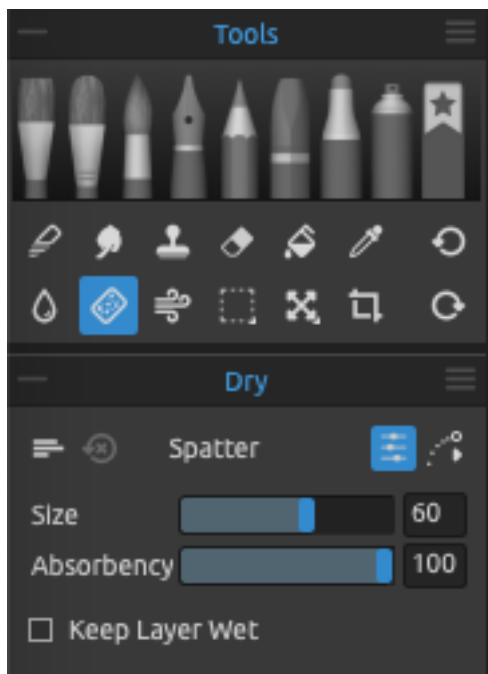 Tools
Dry
Spatter
Size 60
Absorbency 100
Keep Layer Wet